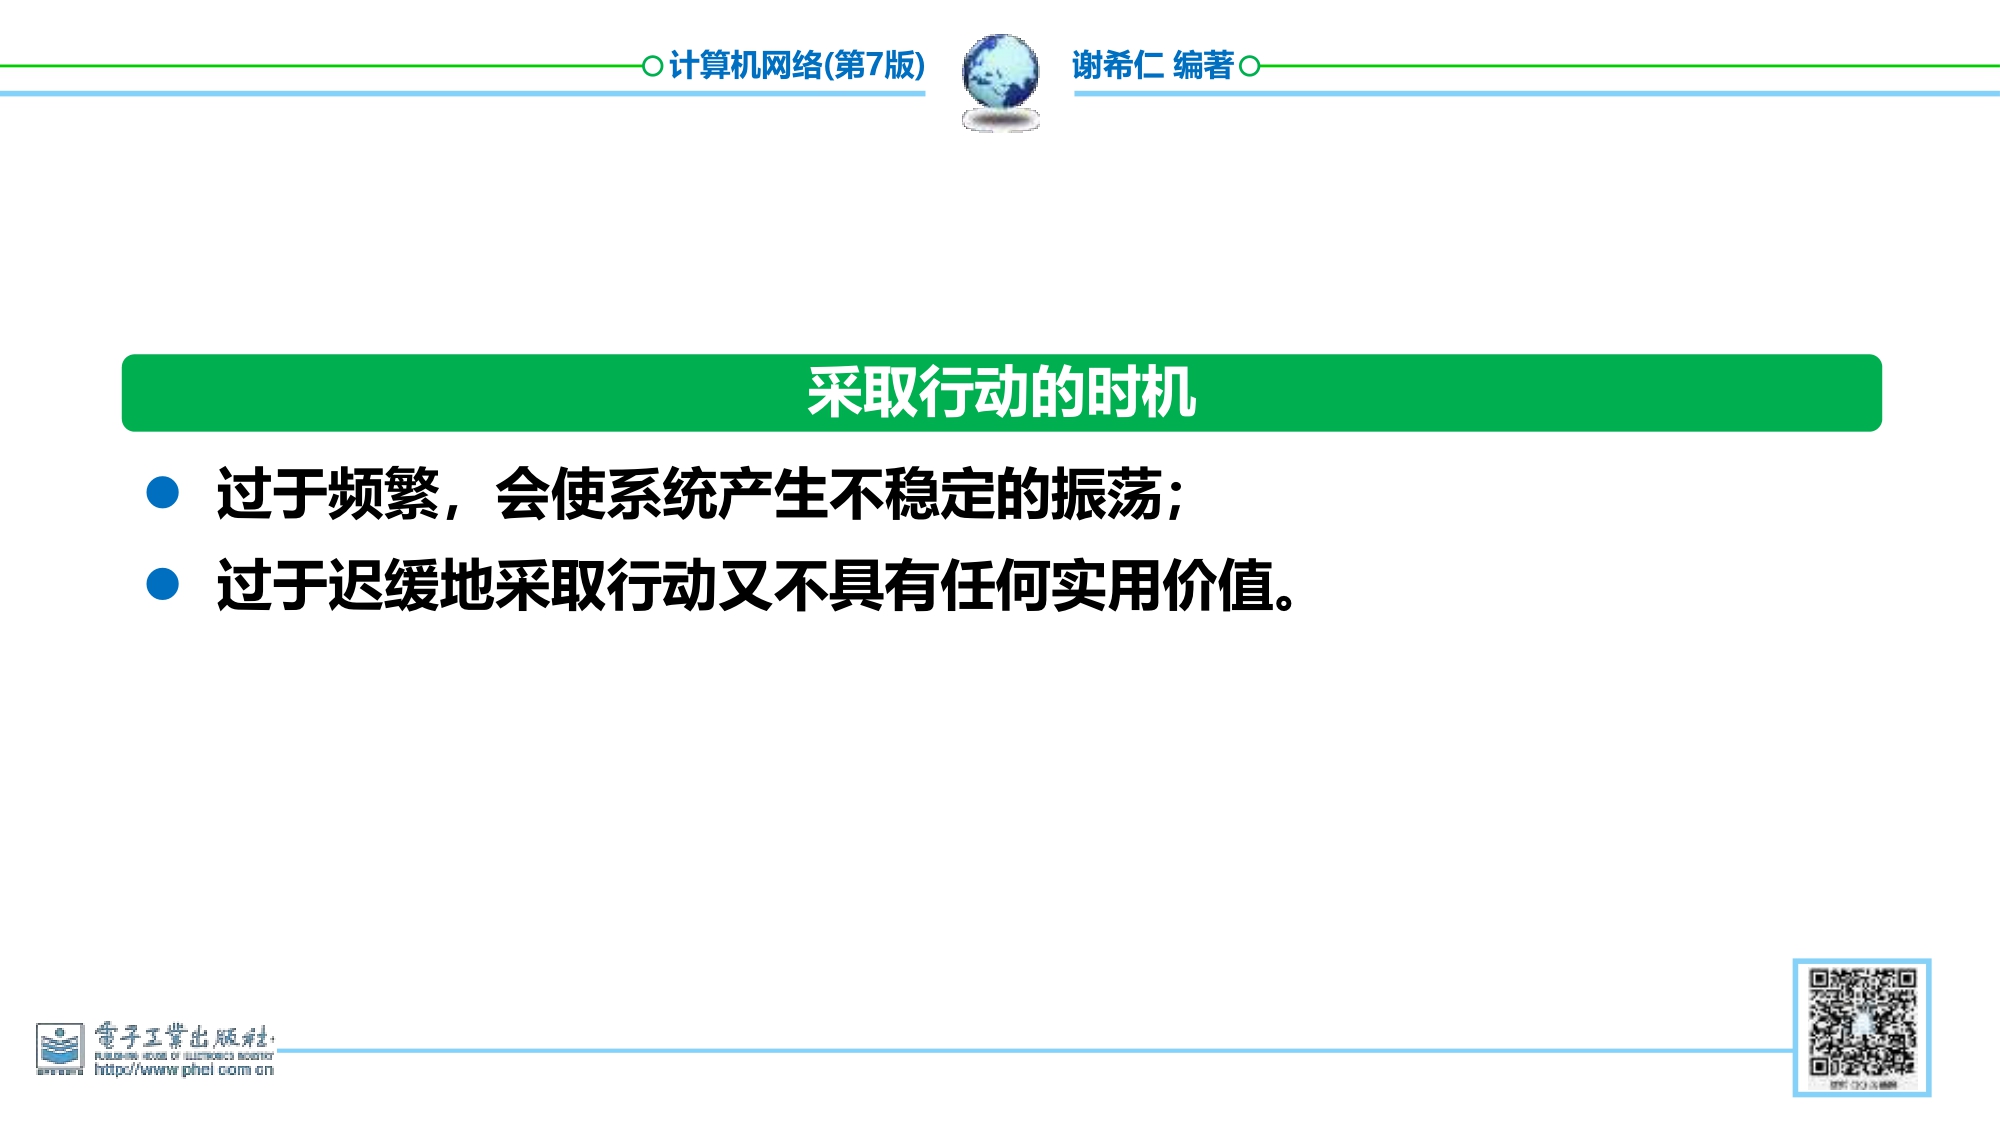 计算机网络(第7版)
谢希仁 编著
采取行动的时机
过于频繁，会使系统产生不稳定的振荡；
过于迟缓地采取行动又不具有任何实用价值。
電子工業出版社
PUBLISHING HOUSE OF ELECTRONICS INDUSTRY
http://www.phei.com.cn